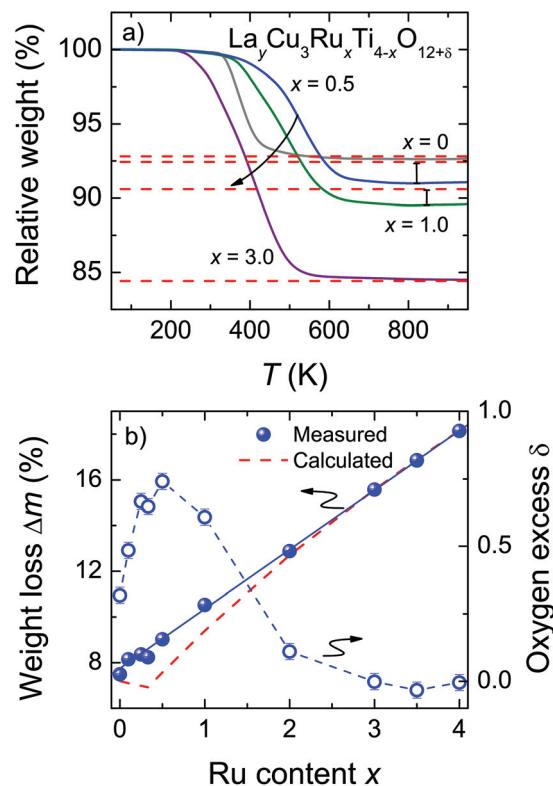 a)
LayCu3RuxTi4-xO12+δ
Relative weight (%)
100
95
90
85
x = 0.5
x = 0
x = 1.0
x = 3.0
200 400 600 800
T (K)
b)
Measured
Calculated
Weight loss Δm (%)
16
12
8
Oxygen excess δ
1.0
0.5
0.0
0 1 2 3 4
Ru content x